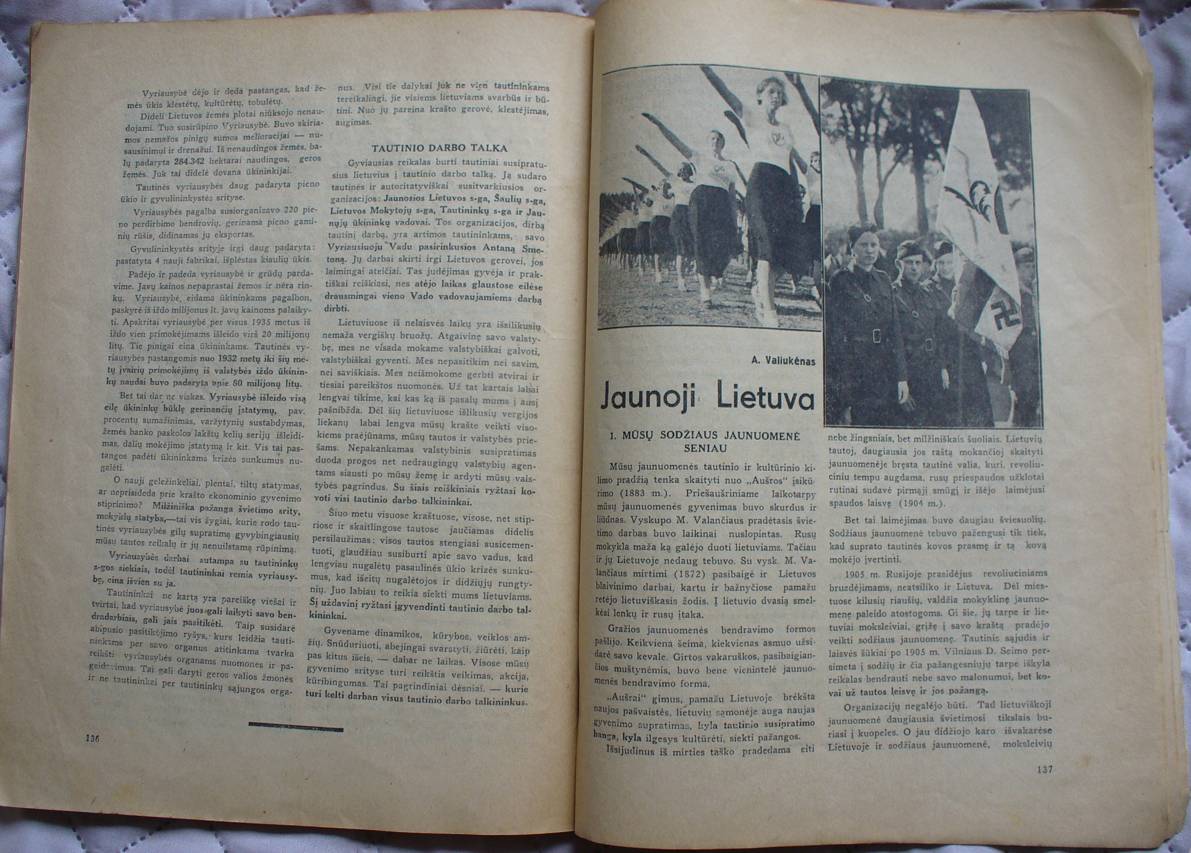 Vyriausybė dėjo ir deda pastangas, kad že-
mės ūkis klestėtų, kultūrėtų, tobulėtų.
Dideli Lietuvos žemės plotai niūksojo nenau-
dojami. Tuo susirūpino Vyriausybė. Buvo skiria-
mos nemažos pinigų sumos melioracijai — nu-
sausinimui ir drenažui. Iš nenaudingos žemės, ba-
lų padaryta 284.342 hektarai naudingos, geros
žemės. Juk tai didelė dovana ūkininkijai.
Tautinės vyriausybės daug padaryta pieno
ūkio ir gyvulininkystės srityse.
Vyriausybės pagalba susiorganizavo 220 pie-
no perdirbimo bendrovių, gerinama pieno gami-
nių rūšis, didinamas jų eksportas.
Gyvulininkystės srityje irgi daug padaryta:
pastatyta 4 nauji fabrikai, išplėstas kiaulių ūkis.
Padėjo ir padeda vyriausybė ir grūdų parda-
vime. Javų kainos nepaprastai žemos ir nėra rin-
kų. Vyriausybė, eidama ūkininkams pagalbon,
paskyrė iš iždo milijonus lt. javų kainoms palaiky-
ti. Apskritai vyriausybė per visus 1935 metus iš
iždo vien primokėjimams išleido virš 20 milijonų
litų. Tie pinigai eina ūkininkams. Tautinės vy-
riausybės pastangomis nuo 1932 metų iki šių me-
tų įvairių primokėjimų iš valstybės iždo ūkinin-
kų naudai buvo padaryta apie 60 milijonų litų.
Bet tai dar ne viskas. Vyriausybė išleido visą
eilę ūkininkų būklę gerinančių įstatymų, pav.
procentų sumažinimas, varžytynių sustabdymas,
žemės banko paskolos lakštų kelių serijų išleidi-
mas, dalių mokėjimo įstatymą ir kit. Vis tai pas-
tangos padėti ūkininkams krizės sunkumus nu-
galėti.
O nauji geležinkeliai, plentai, tiltų statymas,
ar neprisideda prie krašto ekonominio gyvenimo
stiprinimo? Milžiniška pažanga švietimo srity,
mokyklų statyba,—tai vis žygiai, kurie rodo tau-
tinės vyriausybės gilų supratimą gyvybingiausių
mūsų tautos reikalų ir jų nenuilstamą rūpinimą.
Vyriausybės darbai sutampa su tautininkų
s-gos siekiais, todėl tautininkai remia vyriausy-
bę, eina išvien su ja.
Tautininkai ne kartą yra pareiškę viešai ir
tvirtai, kad vyriausybė juos gali laikyti savo ben-
dradarbiais, gali jais pasitikėti. Taip susidarė
abipusio pasitikėjimo ryšys, kurs leidžia tauti-
ninkams per savo organus atitinkama tvarka
reikšti vyriausybės organams nuomones ir pa-
geidavimus. Tai gali daryti geros valios žmonės
ir ne tautininkai per tautininkų sąjungos orga-
nus. Visi tie dalykai juk ne vien tautininkams
tereikalingi, jie visiems lietuviams svarbūs ir bū-
tini. Nuo jų pareina krašto gerovė, klestėjimas,
augimas.
TAUTINIO DARBO TALKA
Gyviausias reikalas burti tautiniai susipratu-
sius lietuvius į tautinio darbo talką. Ją sudaro
tautinės ir autoritatyviškai susitvarkiusios or-
ganizacijos: Jaunosios Lietuvos s-ga, Šaulių s-ga,
Lietuvos Mokytojų s-ga, Tautininkų s-ga ir Jau-
nųjų ūkininkų vadovai. Tos organizacijos, dirbą
tautinį darbą, yra artimos tautininkams, savo
Vyriausiuoju Vadu pasirinkusios Antaną Sme-
toną. Jų darbai skirti irgi Lietuvos gerovei, jos
laimingai ateičiai. Tas judėjimas gyvėja ir prak-
tiškai reiškiasi, nes atėjo laikas glaustose eilėse
drausmingai vieno Vado vadovaujamiems darbą
dirbti.
Lietuviuose iš nelaisvės laikų yra išsilikusių
nemaža vergiškų bruožų. Atgaivinę savo valsty-
bę, mes ne visada mokame valstybiškai galvoti,
valstybiškai gyventi. Mes nepasitikim nei savim,
nei saviškiais. Mes neišmokome gerbti atvirai ir
tiesiai pareikštos nuomonės. Už tat kartais labai
lengvai tikime, kai kas ką iš pasalų mums į ausį
pašnibžda. Dėl šių lietuviuose išlikusių vergijos
liekanų labai lengva mūsų krašte veikti viso-
kiems praėjūnams, mūsų tautos ir valstybės prie-
šams. Nepakankamas valstybinis susipratimas
duoda progos net nedraugingų valstybių agen-
tams siausti po mūsų žemę ir ardyti mūsų vals-
tybės pagrindus. Su šiais reiškiniais ryžtasi ko-
voti visi tautinio darbo talkininkai.
Šiuo metu visuose kraštuose, visose, net stip-
riose ir skaitlingose tautose jaučiamas didelis
persilaužimas: visos tautos stengiasi susicemen-
tuoti, glaudžiau susiburti apie savo vadus, kad
lengviau nugalėtų pasaulinės ūkio krizės sunku-
mus, kad išeitų nugalėtojos ir didžiųjų rungty-
nių. Juo labiau to reikia siekti mums lietuviams.
Šį uždavinį ryžtasi įgyvendinti tautinio darbo tal-
kininkai.
Gyvename dinamikos, kūrybos, veiklos am-
žių. Snūduriuoti, abejingai svarstyti, žiūrėti, kaip
pas kitus išeis, — dabar ne laikas. Visose mūsų
gyvenimo srityse turi reikštis veikimas, akcija,
kūribingumas. Tai pagrindiniai dėsniai, — kurie
turi kelti darban visus tautinio darbo talkininkus.
136
A. Valiukėnas
Jaunoji Lietuva
1. MŪSŲ SODŽIAUS JAUNUOMENĖ
SENIAU
Mūsų jaunuomenės tautinio ir kultūrinio ki-
limo pradžią tenka skaityti nuo „Aušros" įsikū-
rimo (1883 m.). Priešaušriniame laikotarpy
mūsų jaunuomenės gyvenimas buvo skurdus ir
liūdnas. Vyskupo M. Valančiaus pradėtasis švie-
timo darbas buvo laikinai nuslopintas. Rusų
mokykla maža ką galėjo duoti lietuviams. Tačiau
ir jų Lietuvoje nedaug tebuvo. Su vysk. M. Va-
lančiaus mirtimi (1872) pasibaigė ir Lietuvos
blaivinimo darbai, kartu ir bažnyčiose pamažu
retėjo lietuviškasis žodis. Į lietuvio dvasią smel-
kėsi lenkų ir rusų įtaka.
Gražios jaunuomenės bendravimo formos
pašlijo. Kiekviena šeima, kiekvienas asmuo užsi-
darė savo kevale. Girtos vakaruškos, pasibaigian-
čios muštynėmis, buvo bene vienintelė jaunuo-
menės bendravimo forma.
„Aušrai" gimus, pamažu Lietuvoje brėkšta
naujos pašvaistės, lietuvių sąmonėje auga naujas
gyvenimo supratimas, kyla tautinio susipratimo
banga, kyla ilgesys kultūrėti, siekti pažangos.
Išsijudinus iš mirties taško pradedama eiti
nebe žingsniais, bet milžiniškais šuoliais. Lietuvių
tautoj, daugiausia jos raštą mokančioj skaityti
jaunuomenėje bręsta tautinė valia, kuri, revoliu-
ciniu tempu augdama, rusų priespaudos užklotai
rutinai sudavė pirmąjį smūgį ir išėjo laimėjusi
spaudos laisvę (1904 m.).
Bet tai laimėjimas buvo daugiau šviesuolių.
Sodžiaus jaunuomenė tebuvo pažengusi tik tiek,
kad suprato tautinės kovos prasmę ir tą kovą
mokėjo įvertinti.
1905 m. Rusijoje prasidėjus revoliuciniams
bruzdėjimams, neatsiliko ir Lietuva. Dėl mies-
tuose kilusių riaušių, valdžia mokyklinę jaunuo-
menę paleido atostogoms. Gi šie, jų tarpe ir lie-
tuviai moksleiviai, grįžę į savo kraštą pradėjo
veikti sodžiaus jaunuomenę. Tautinis sąjudis ir
laisvės šūkiai po 1905 m. Vilniaus D. Seimo per-
simeta į sodžių ir čia pažangesniųjų tarpe iškyla
reikalas bendrauti nebe savo malonumui, bet ko-
vai už tautos laisvę ir jos pažangą.
Organizacijų negalėjo būti. Tad lietuviškoji
jaunuomenė daugiausia švietimosi tikslais bu-
riasi į kuopeles. O jau didžiojo karo išvakarėse
Lietuvoje ir sodžiaus jaunuomenė, moksleivių
137